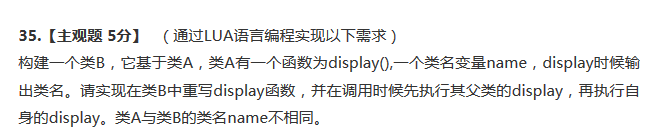 35.【主观题 5分】 （通过LUA语言编程实现以下需求）
构建一个类B，它基于类A，类A有一个函数为display(),一个类名变量name，display时候输
出类名。请实现在类B中重写display函数，并在调用时候先执行其父类的display，再执行自
身的display。类A与类B的类名name不相同。